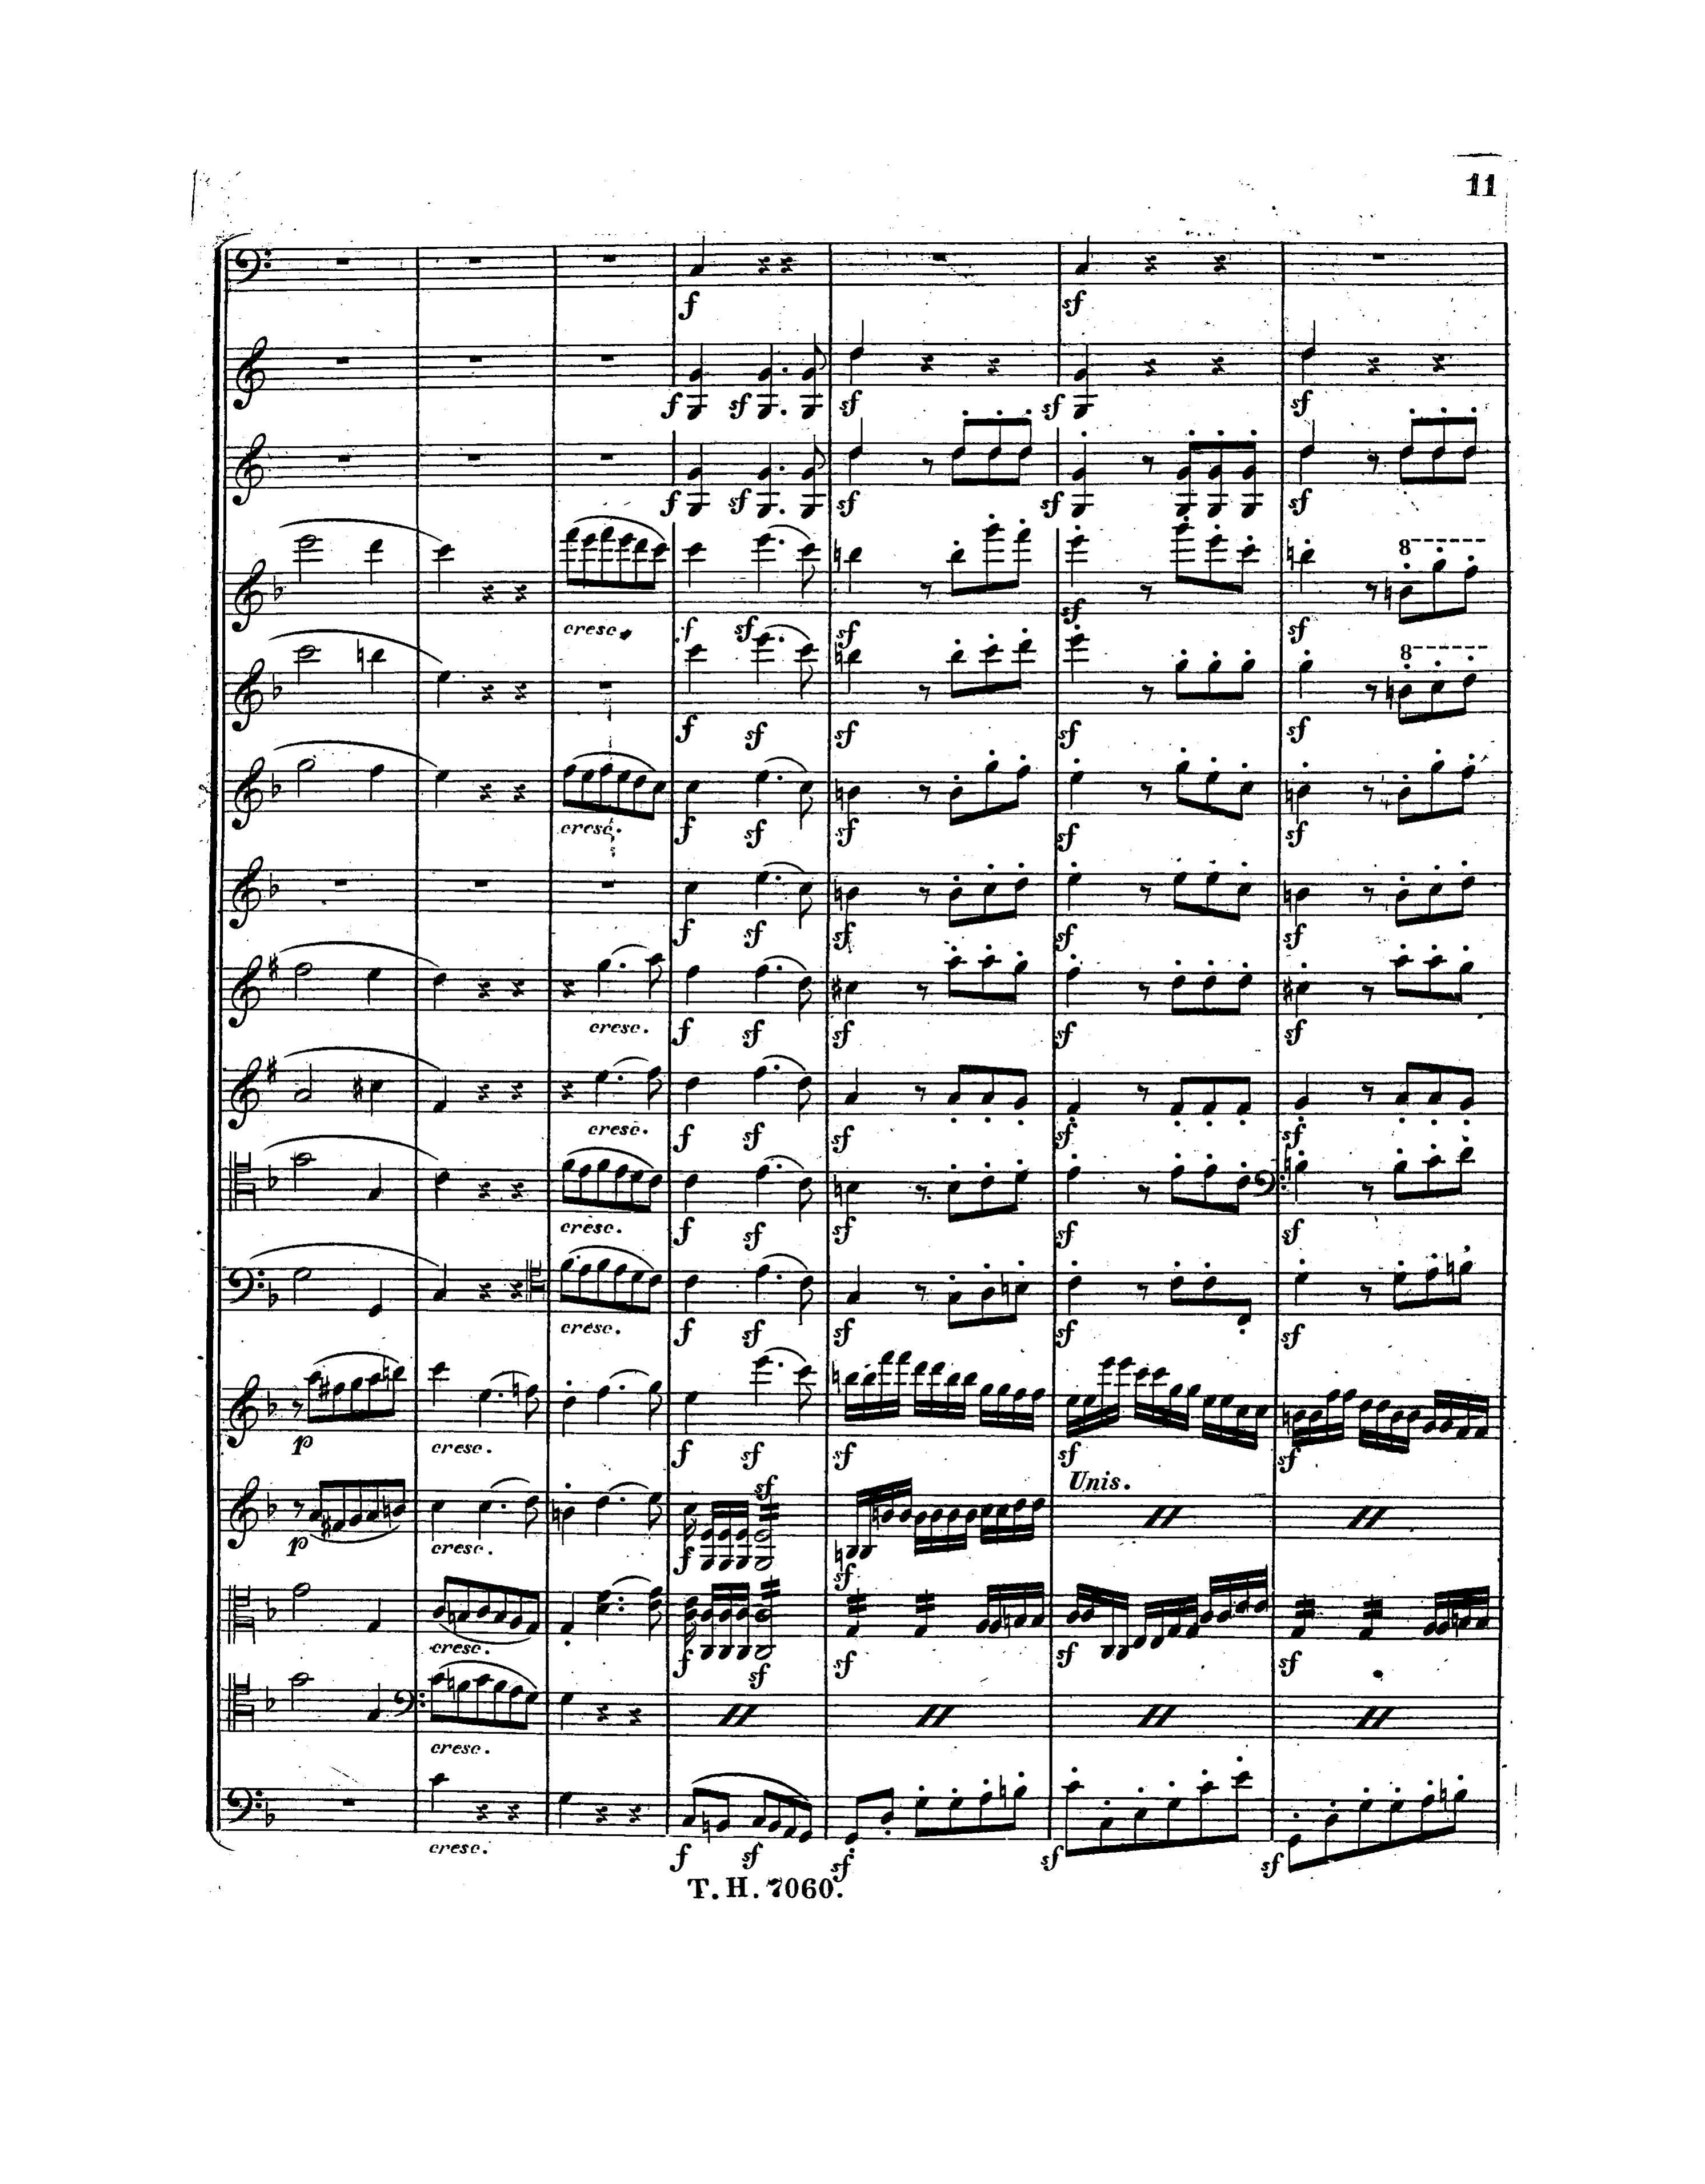 11
f
sf
f sf sf sf sf
f sf sf sf sf
8
cresc. f sf sf sf sf
8
f sf sf sf sf
cresc. f sf sf sf sf
f sf sf sf sf
cresc. f sf sf sf sf
cresc. f sf sf sf sf
cresc. f sf sf sf sf
cresc. f sf sf sf sf
p cresc. f sf sf sf sf
Unis.
p cresc. f sf sf
cresc. f sf sf sf sf
cresc.
cresc. f sf sf sf sf
T. H. 7060.